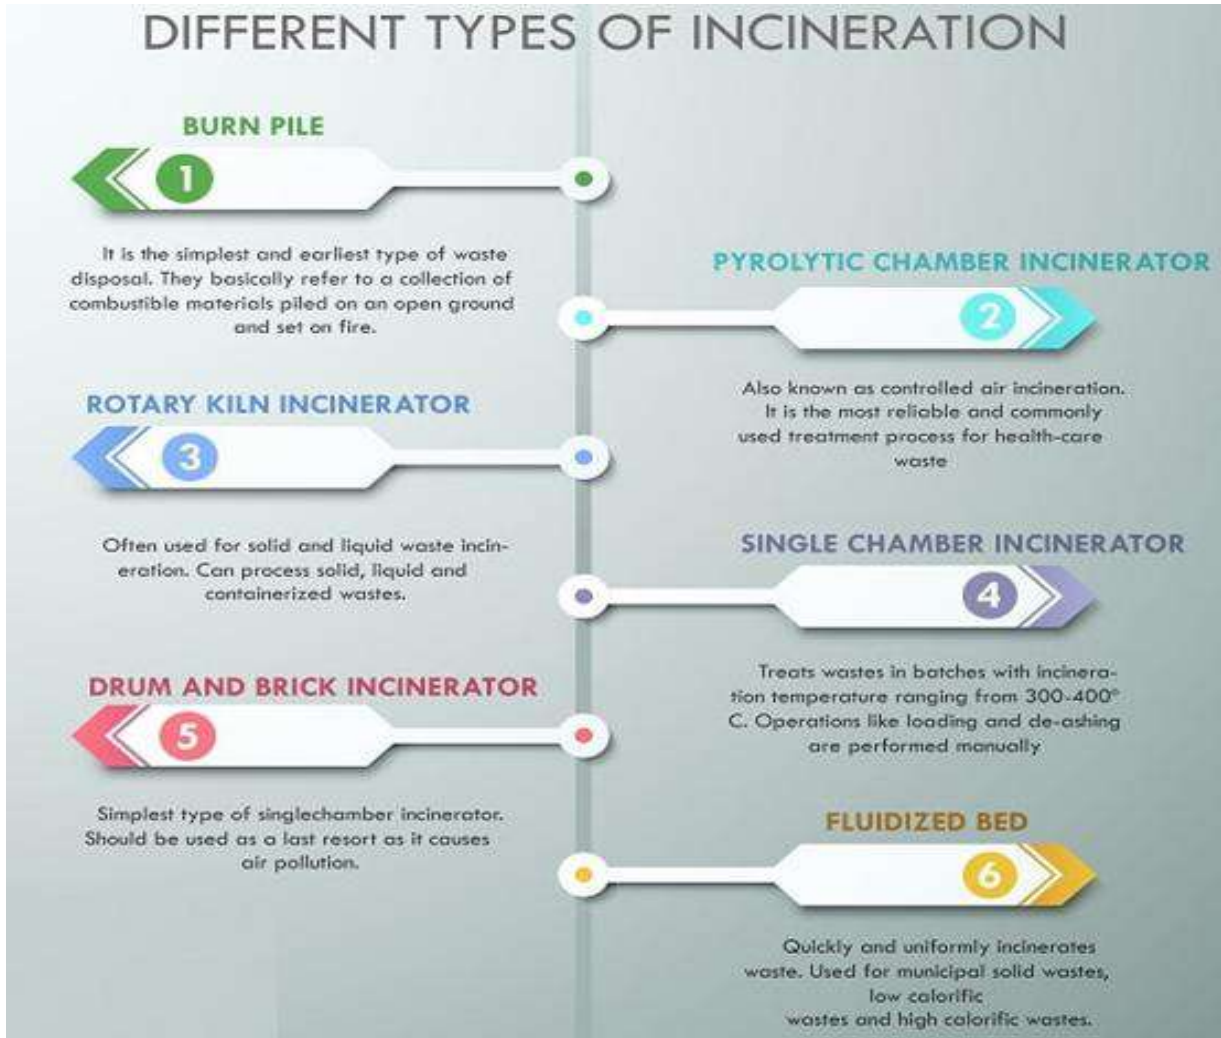 DIFFERENT TYPES OF INCINERATION
BURN PILE
1
It is the simplest and earliest type of waste
disposal. They basically refer to a collection of
combustible materials piled on an open ground
and set on fire.
PYROLYTIC CHAMBER INCINERATOR
2
Also known as controlled air incineration.
It is the most reliable and commonly
used treatment process for health-care
waste
ROTARY KILN INCINERATOR
3
Often used for solid and liquid waste incin-
eration. Can process solid, liquid and
containerized wastes.
SINGLE CHAMBER INCINERATOR
4
Treats wastes in batches with incinera-
tion temperature ranging from 300-400°
C. Operations like loading and de-ashing
are performed manually
DRUM AND BRICK INCINERATOR
5
Simplest type of singlechamber incinerator.
Should be used as a last resort as it causes
air pollution.
FLUIDIZED BED
6
Quickly and uniformly incinerates
waste. Used for municipal solid wastes,
low calorific
wastes and high calorific wastes.